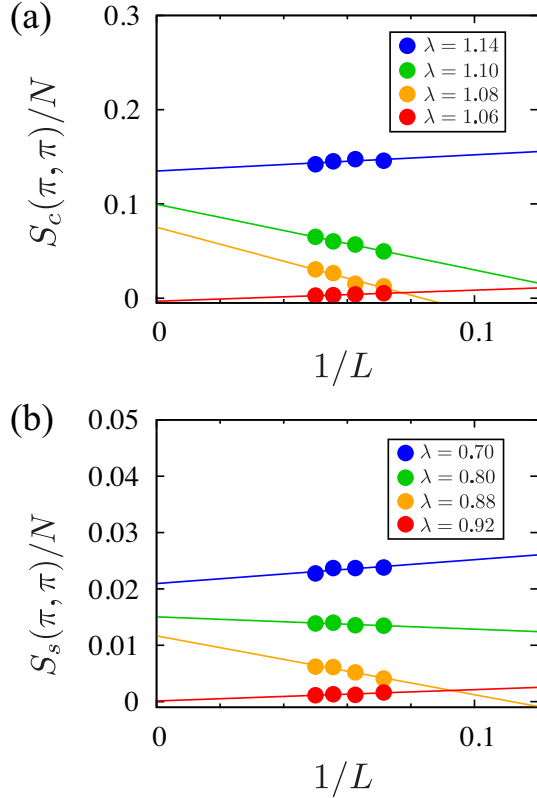 (a)
S_c(π, π)/N
0.3
0.2
0.1
0
0
0.1
1/L
λ = 1.14
λ = 1.10
λ = 1.08
λ = 1.06
(b)
S_s(π, π)/N
0.05
0.04
0.03
0.02
0.01
0
0
0.1
1/L
λ = 0.70
λ = 0.80
λ = 0.88
λ = 0.92